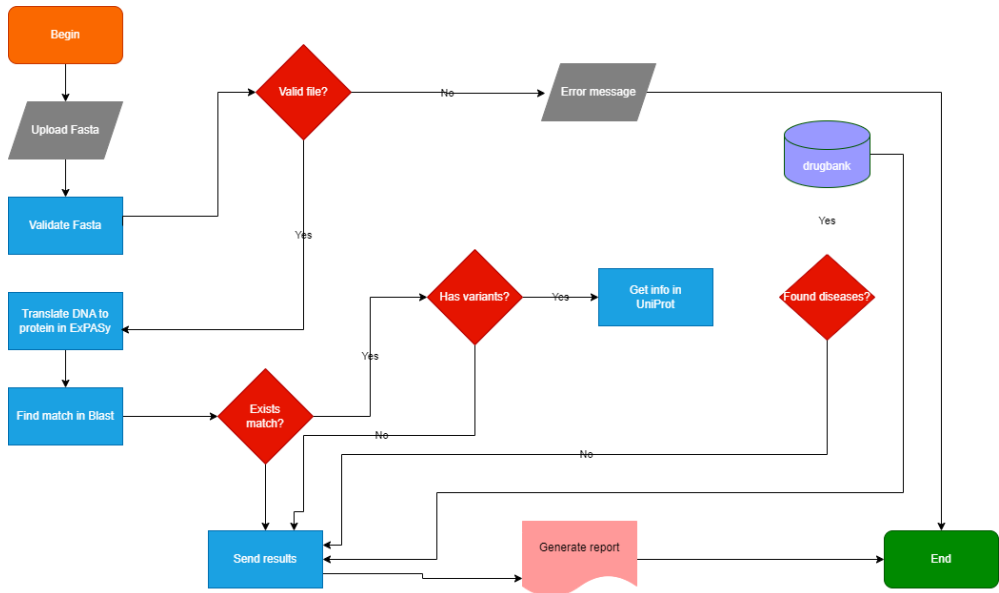 Begin
Upload Fasta
Validate Fasta
Valid file?
No
Error message
drugbank
Yes
Yes
Translate DNA to
protein in ExPASy
Has variants?
Yes
Get info in
UniProt
Found diseases?
Yes
Find match in Blast
Exists
match?
No
No
Send results
Generate report
End